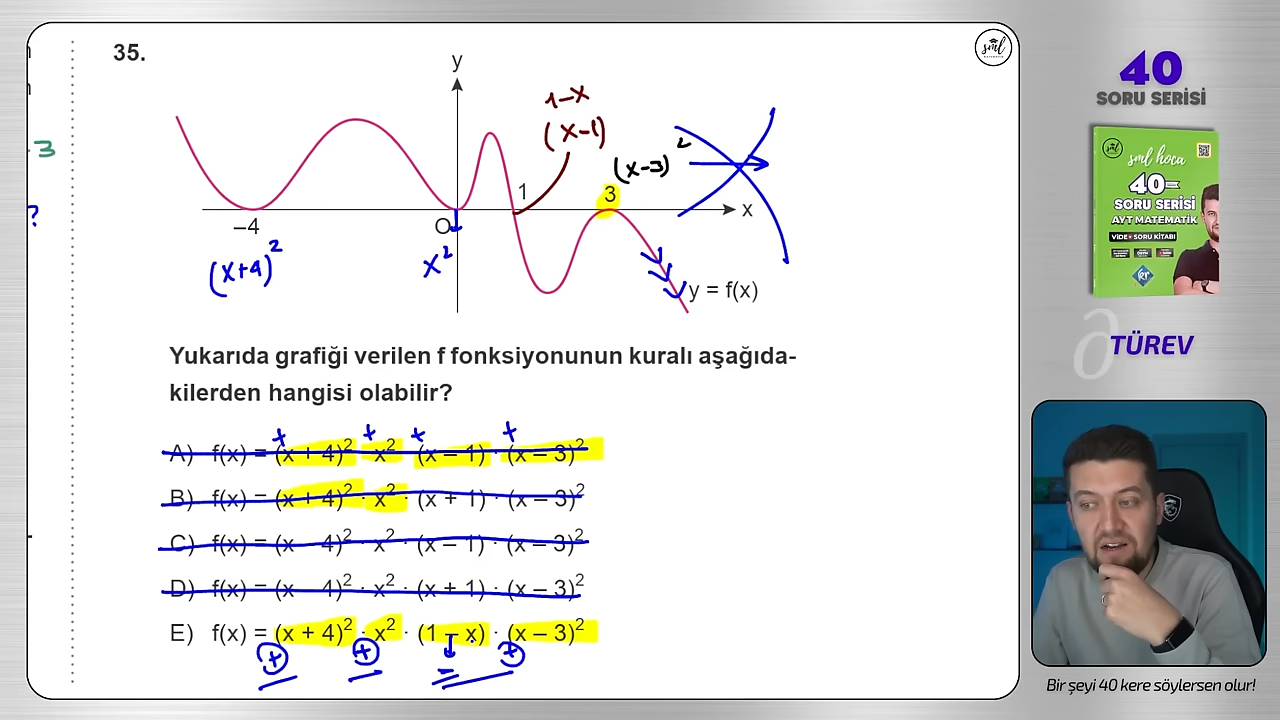 35.
sml
y
1-x
(x-1)
(x-3)²
3
1
3
x
?
-4
O
(x+4)²
x²
y = f(x)
Yukarıda grafiği verilen f fonksiyonunun kuralı aşağıda-
kilerden hangisi olabilir?
+ + + +
A) f(x) = (x + 4)² · x² · (x – 1) · (x – 3)²
B) f(x) = (x + 4)² · x² · (x + 1) · (x – 3)²
C) f(x) = (x – 4)² · x² · (x – 1) · (x – 3)²
D) f(x) = (x – 4)² · x² · (x + 1) · (x – 3)²
E) f(x) = (x + 4)² · x² · (1 – x) · (x – 3)²
+ + - +
40
SORU SERİSİ
sml hoca
40
SORU SERİSİ
AYT MATEMATİK
VİDEO SORU KİTABI
TÜREV
Bir şeyi 40 kere söylersen olur!